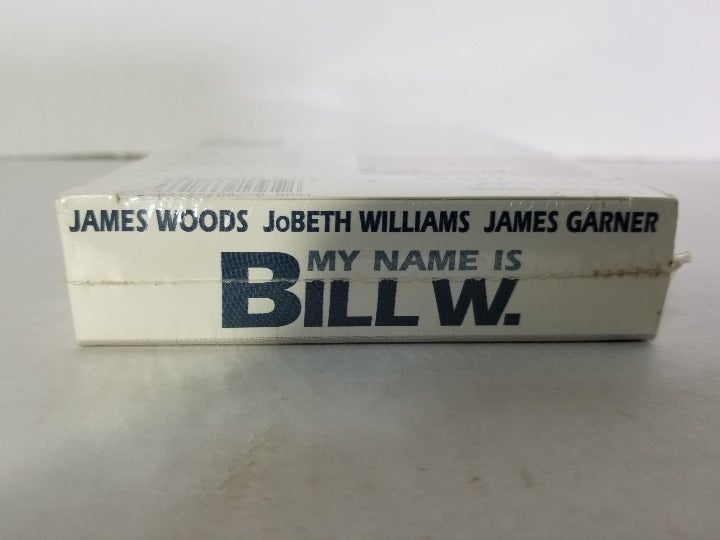 JAMES WOODS JoBETH WILLIAMS JAMES GARNER
MY NAME IS
BILL W.